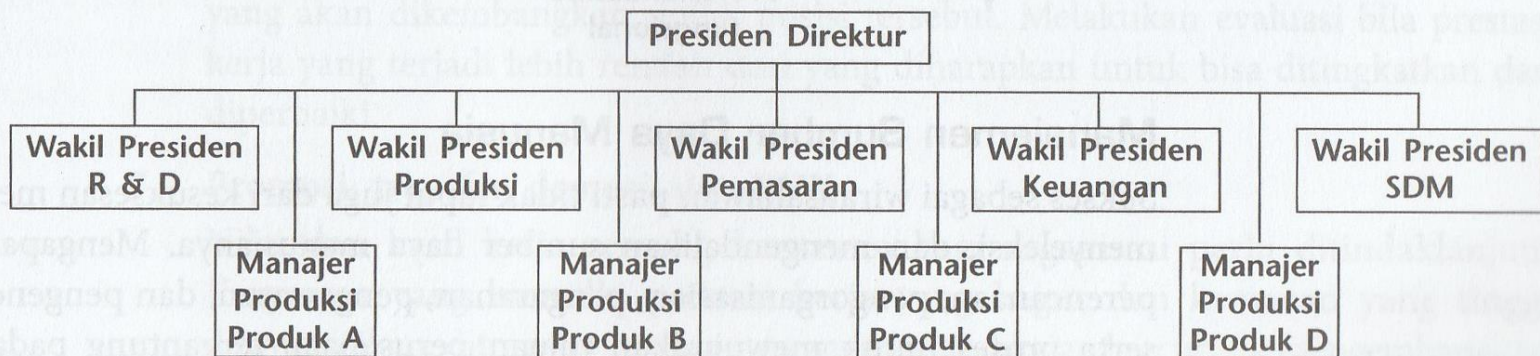 Presiden Direktur
Wakil Presiden
R & D
Wakil Presiden
Produksi
Wakil Presiden
Pemasaran
Wakil Presiden
Keuangan
Wakil Presiden
SDM
Manajer
Produksi
Produk A
Manajer
Produksi
Produk B
Manajer
Produksi
Produk C
Manajer
Produksi
Produk D